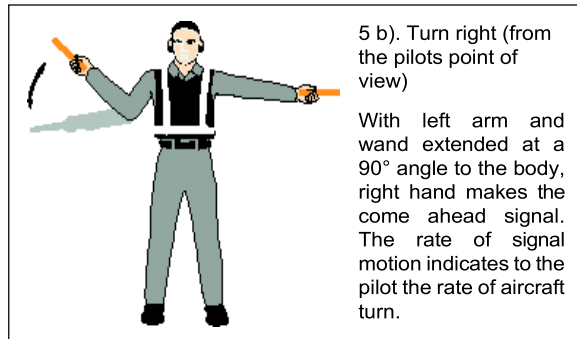 5 b). Turn right (from
the pilots point of
view)
With left arm and
wand extended at a
90° angle to the body,
right hand makes the
come ahead signal.
The rate of signal
motion indicates to the
pilot the rate of aircraft
turn.